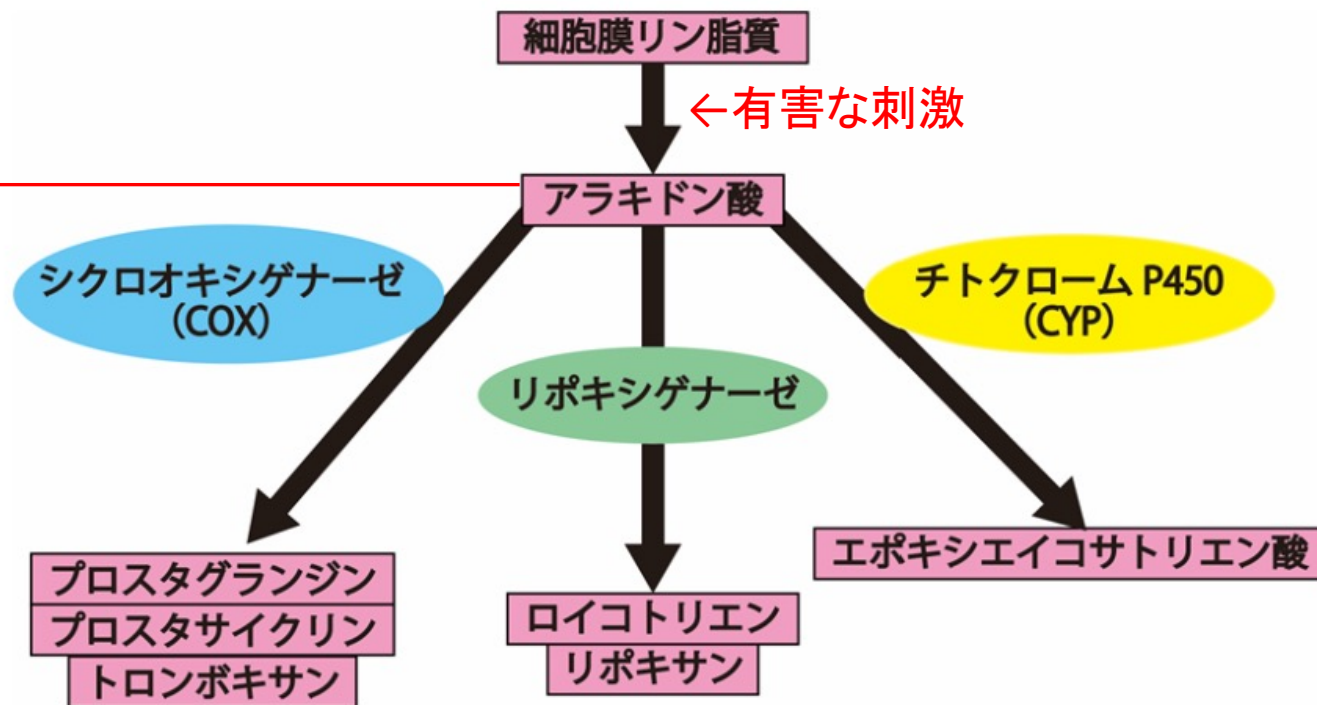 細胞膜リン脂質
←有害な刺激
アラキドン酸
シクロオキシゲナーゼ
(COX)
チトクローム P450
(CYP)
リポキシゲナーゼ
エポキシエイコサトリエン酸
プロスタグランジン
プロスタサイクリン
トロンボキサン
ロイコトリエン
リポキサン